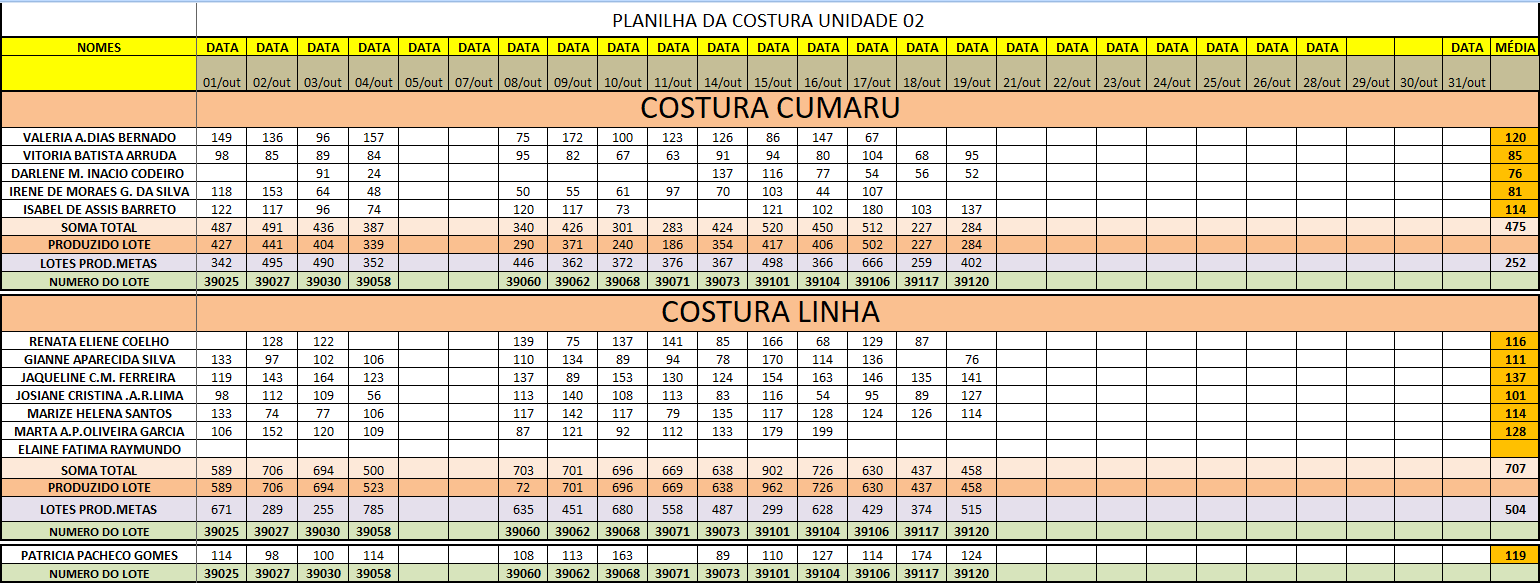 PLANILHA DA COSTURA UNIDADE 02
NOMES DATA DATA DATA DATA DATA DATA DATA DATA DATA DATA DATA DATA DATA DATA DATA DATA DATA DATA DATA DATA DATA DATA DATA DATA MÉDIA
01/out 02/out 03/out 04/out 05/out 07/out 08/out 09/out 10/out 11/out 14/out 15/out 16/out 17/out 18/out 19/out 21/out 22/out 23/out 24/out 25/out 26/out 28/out 29/out 30/out 31/out
COSTURA CUMARU
VALERIA A.DIAS BERNADO 149 136 96 157 75 172 100 123 126 86 147 67 120
VITORIA BATISTA ARRUDA 98 85 89 84 95 82 67 63 91 94 80 104 68 95 85
DARLENE M. INACIO CODEIRO 91 24 137 116 77 54 56 52 76
IRENE DE MORAES G. DA SILVA 118 153 64 48 50 55 61 97 70 103 44 107 81
ISABEL DE ASSIS BARRETO 122 117 96 74 120 117 73 121 102 180 103 137 114
SOMA TOTAL 487 491 436 387 340 426 301 283 424 520 450 512 227 284 475
PRODUZIDO LOTE 427 441 404 339 290 371 240 186 354 417 406 502 227 284
LOTES PROD.METAS 342 495 490 352 446 362 372 376 367 498 366 666 259 402 252
NUMERO DO LOTE 39025 39027 39030 39058 39060 39062 39068 39071 39073 39101 39104 39106 39117 39120
COSTURA LINHA
RENATA ELIENE COELHO 128 122 139 75 137 141 85 166 68 129 87 116
GIANNE APARECIDA SILVA 133 97 102 106 110 134 89 94 78 170 114 136 76 111
JAQUELINE C.M. FERREIRA 119 143 164 123 137 89 153 130 124 154 163 146 135 141 137
JOSIANE CRISTINA .A.R.LIMA 98 112 109 56 113 140 108 113 83 116 54 95 89 127 101
MARIZE HELENA SANTOS 133 74 77 106 117 142 117 79 135 117 128 124 126 114 114
MARTA A.P.OLIVEIRA GARCIA 106 152 120 109 87 121 92 112 133 179 199 128
ELAINE FATIMA RAYMUNDO
SOMA TOTAL 589 706 694 500 703 701 696 669 638 902 726 630 437 458 707
PRODUZIDO LOTE 589 706 694 523 72 701 696 669 638 962 726 630 437 458
LOTES PROD.METAS 671 289 255 785 635 451 680 558 487 299 628 429 374 515 504
NUMERO DO LOTE 39025 39027 39030 39058 39060 39062 39068 39071 39073 39101 39104 39106 39117 39120
PATRICIA PACHECO GOMES 114 98 100 114 108 113 163 89 110 127 114 174 124 119
NUMERO DO LOTE 39025 39027 39030 39058 39060 39062 39068 39071 39073 39101 39104 39106 39117 39120